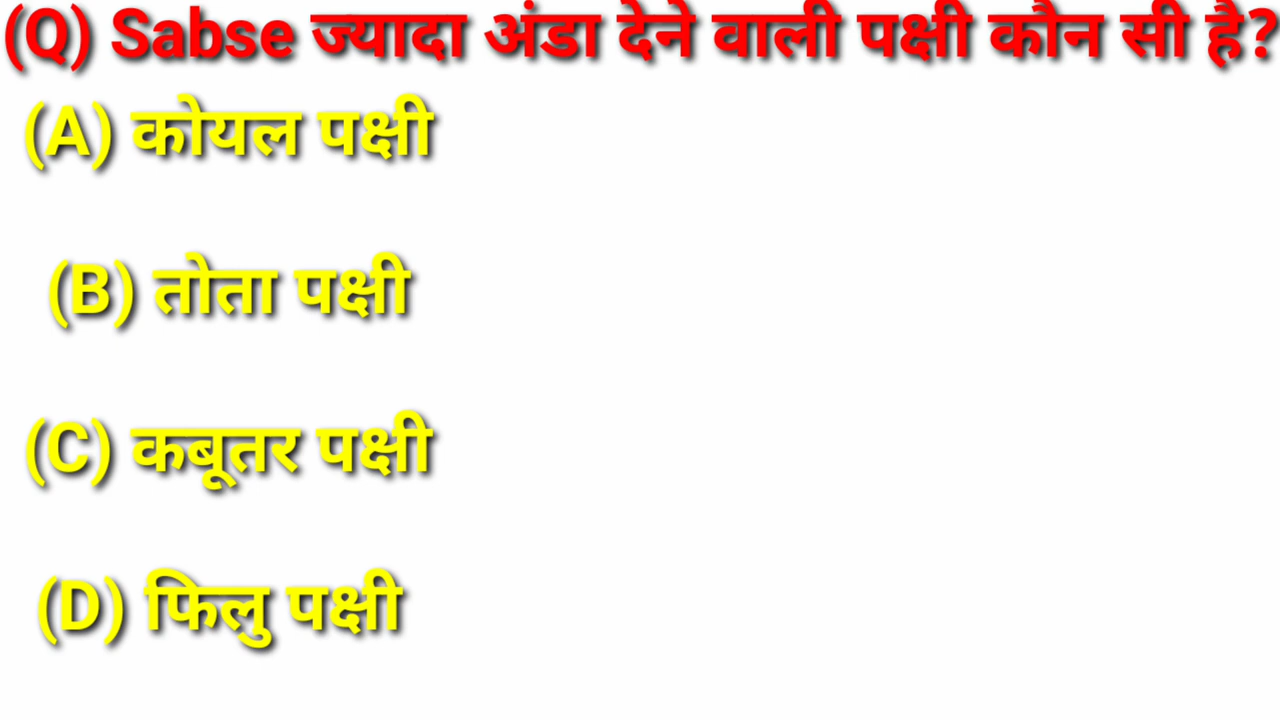 (Q) Sabse ज्यादा अंडा देने वाली पक्षी कौन सी है?
(A) कोयल पक्षी
(B) तोता पक्षी
(C) कबूतर पक्षी
(D) फिलु पक्षी